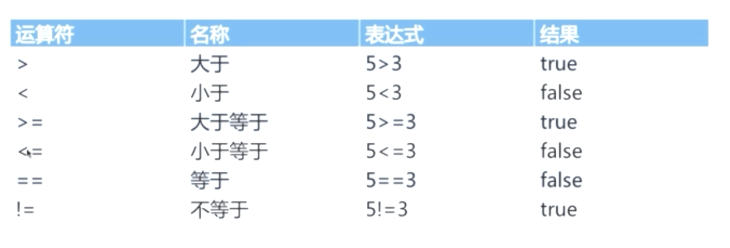 运算符 名称 表达式 结果
> 大于 5>3 true
< 小于 5<3 false
>= 大于等于 5>=3 true
<= 小于等于 5<=3 false
== 等于 5==3 false
!= 不等于 5!=3 true